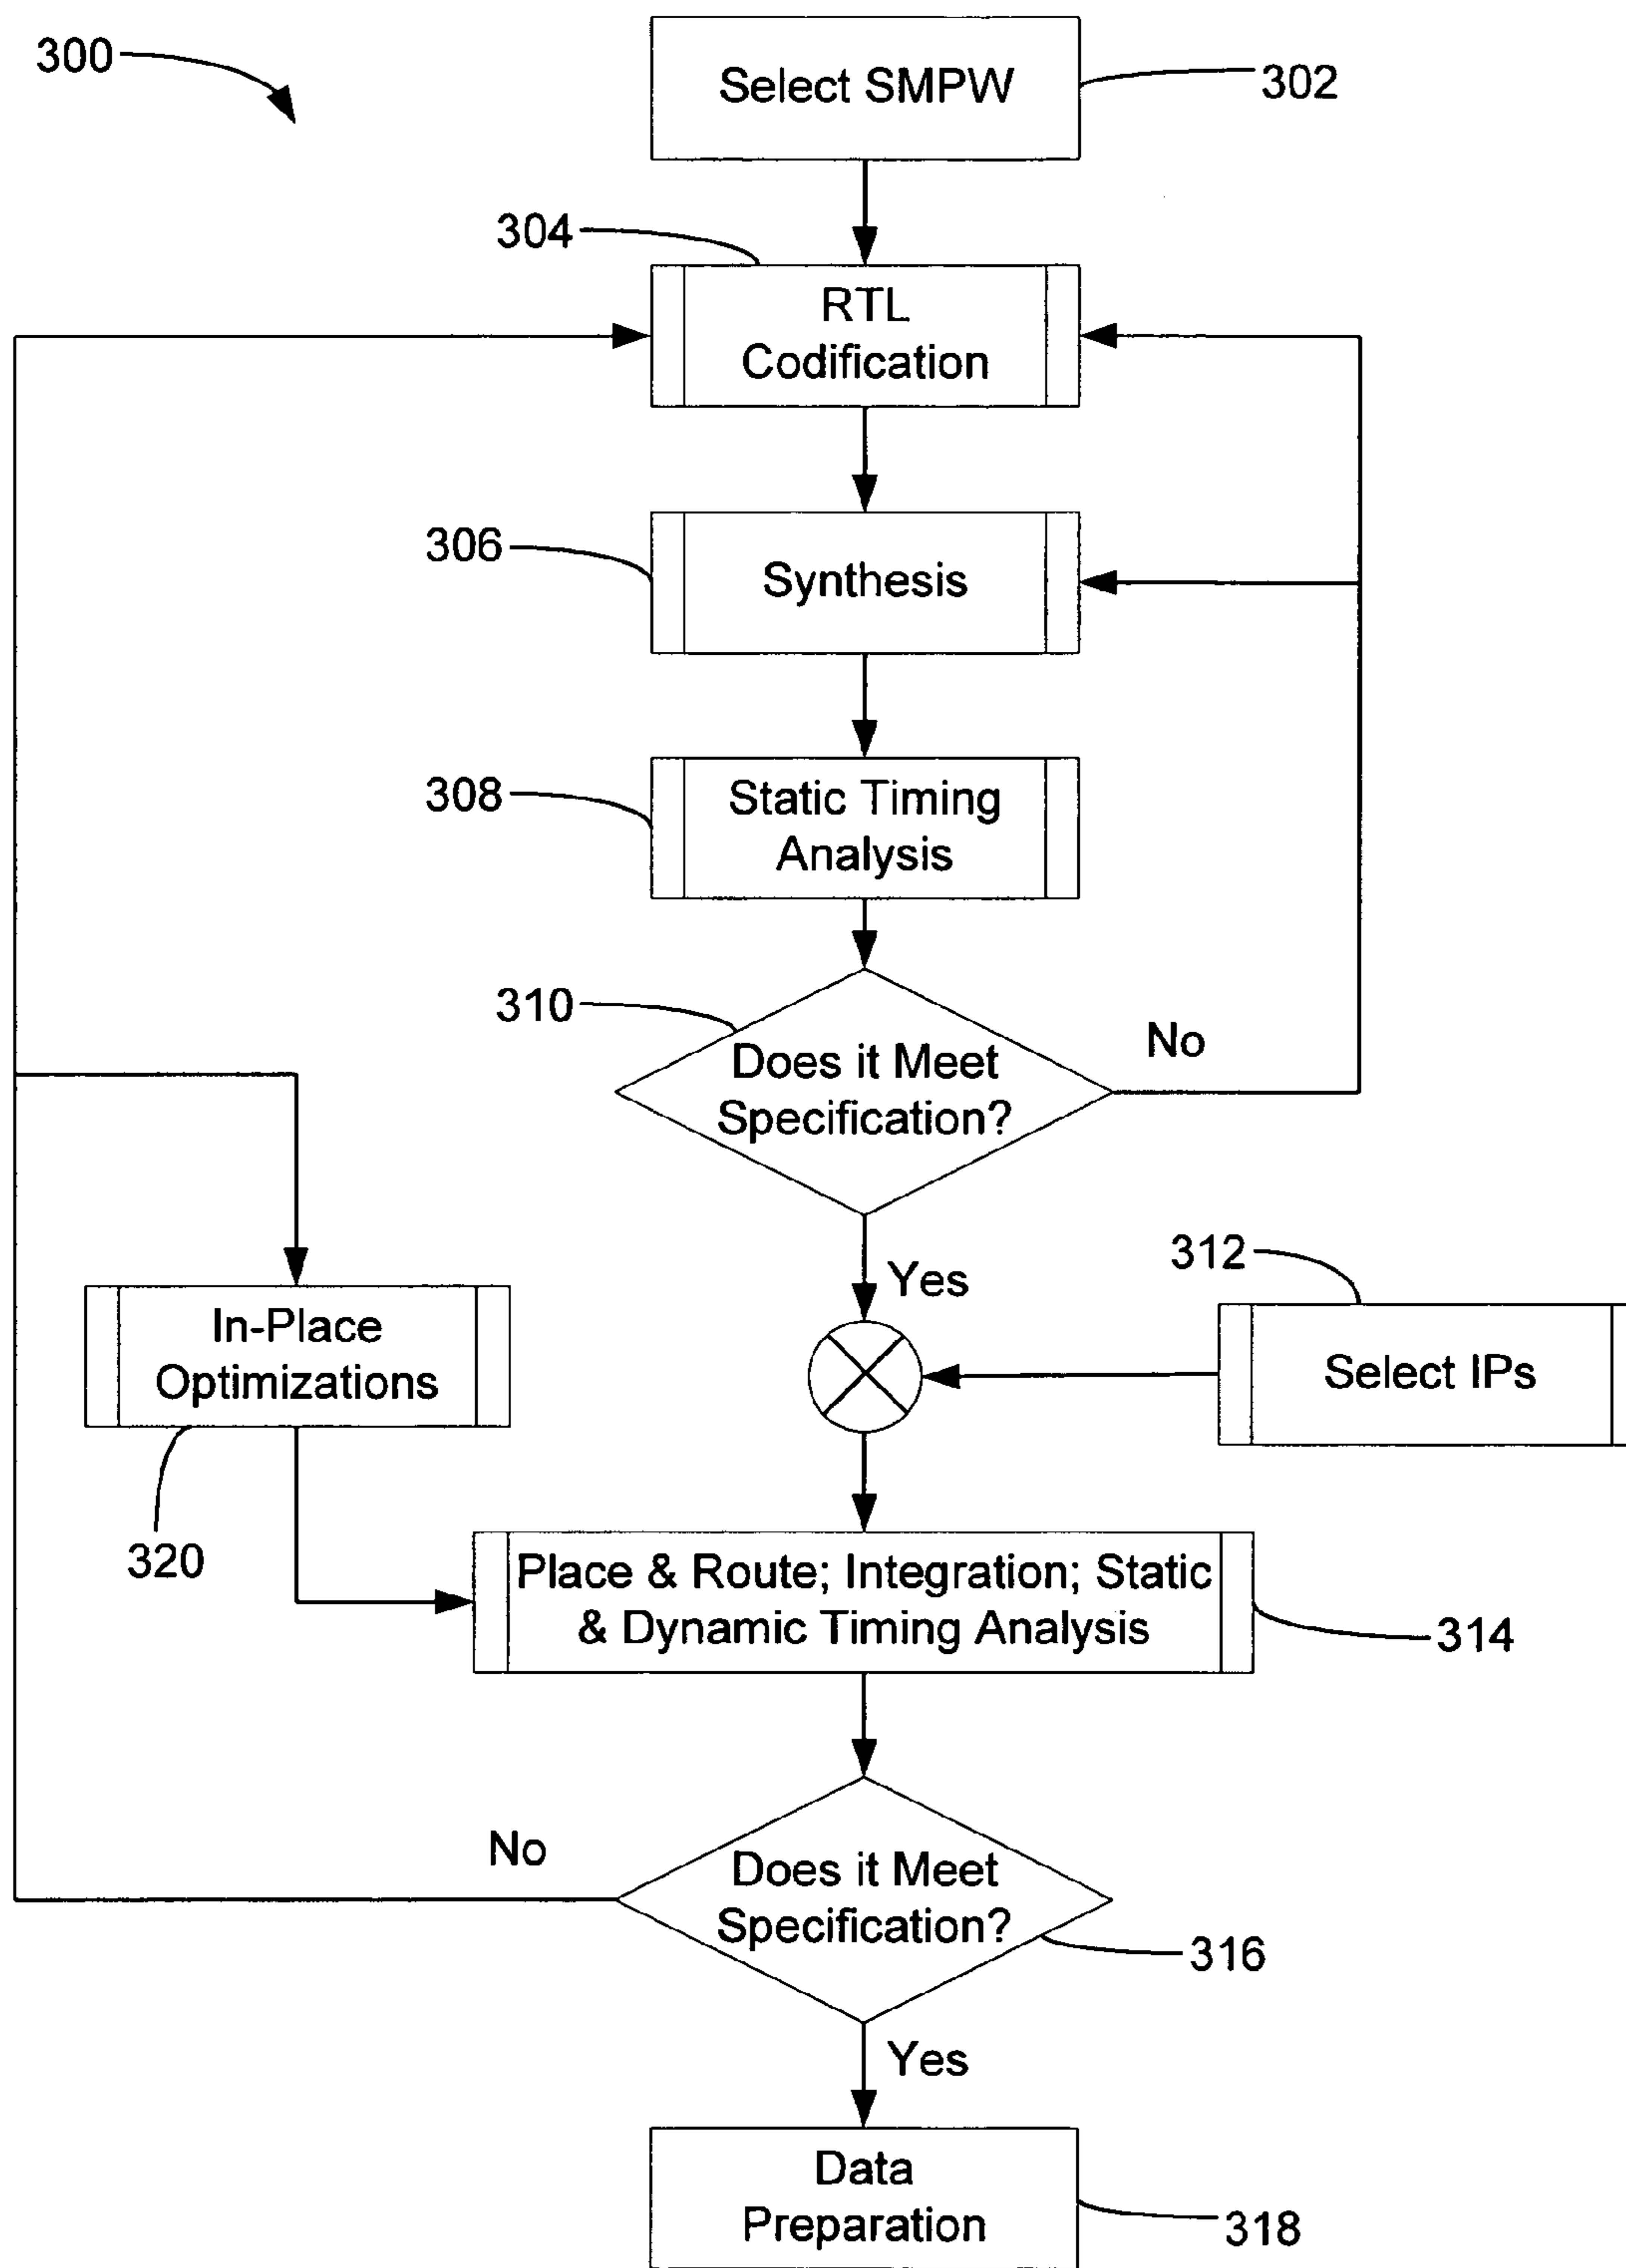 300
Select SMPW
302
304
RTL
Codification
306
Synthesis
308
Static Timing
Analysis
310
Does it Meet
Specification?
No
Yes
312
Select IPs
In-Place
Optimizations
320
Place & Route; Integration; Static
& Dynamic Timing Analysis
314
No
Does it Meet
Specification?
316
Yes
Data
Preparation
318